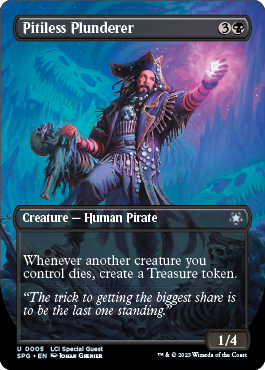 Pitiless Plunderer 3
Creature — Human Pirate
Whenever another creature you
control dies, create a Treasure token.
“The trick to getting the biggest share is
to be the last one standing.”
1/4
U 0005 LCI Special Guest
SPG • EN Johan Grenier
™ & © 2023 Wizards of the Coast